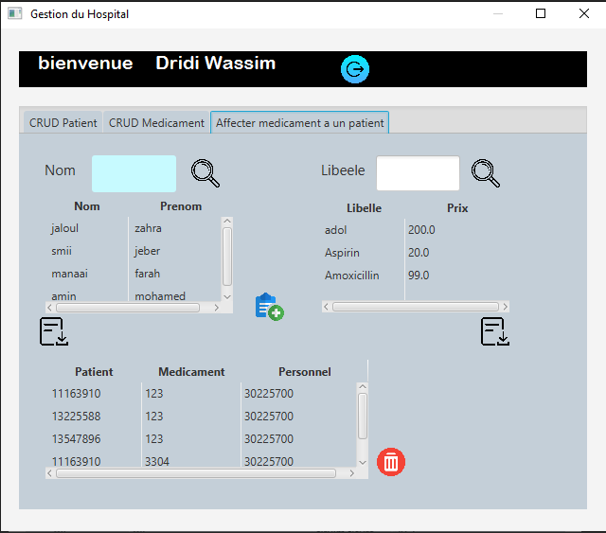 Gestion du Hospital
bienvenue Dridi Wassim
CRUD Patient CRUD Medicament Affecter medicament a un patient
Nom Libeele
Nom Prenom
jaloul zahra
smii jeber
manaai farah
amin mohamed
Libelle Prix
adol 200.0
Aspirin 20.0
Amoxicillin 99.0
Patient Medicament Personnel
11163910 123 30225700
13225588 123 30225700
13547896 123 30225700
11163910 3304 30225700